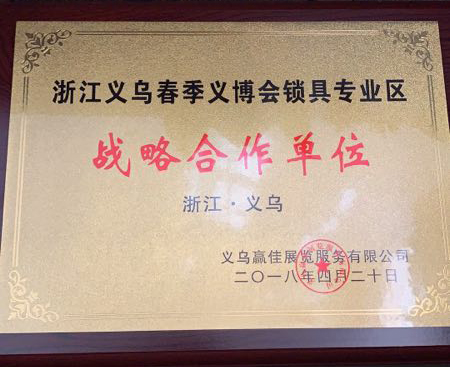 浙江义乌春季义博会锁具专业区
战略合作单位
浙江·义乌
义乌赢佳展览服务有限公司
二〇一八年四月二十日